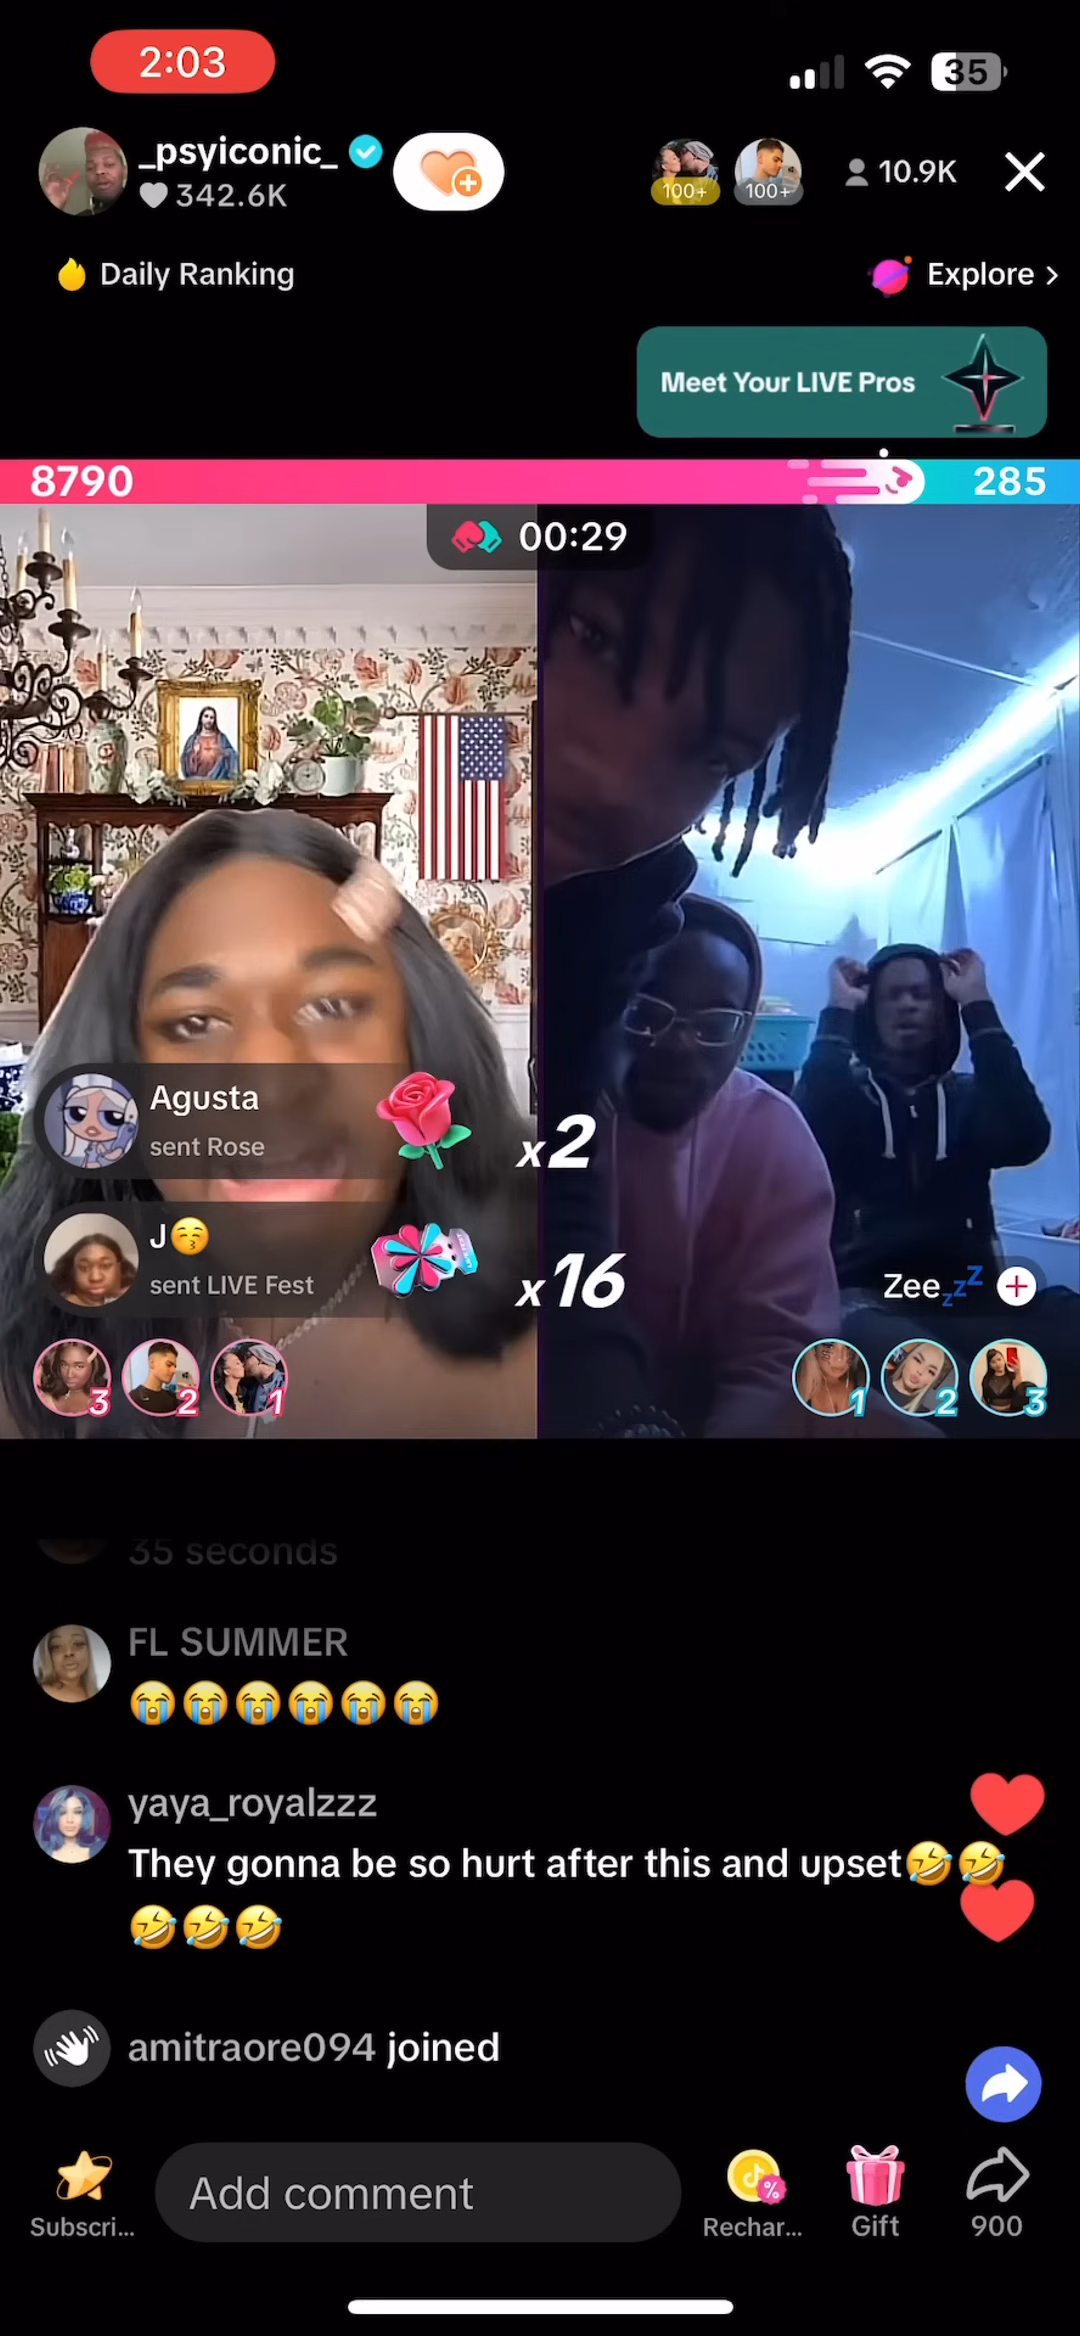 2:03
35
_psyiconic_
342.6K
100+
100+
10.9K
Daily Ranking
Explore >
Meet Your LIVE Pros
8790
285
00:29
Agusta
sent Rose
x2
J😚
sent LIVE Fest
x16
Zee💤
3
2
1
1
2
3
35 seconds
FL SUMMER
😭😭😭😭😭😭
yaya_royalzzz
They gonna be so hurt after this and upset🤣🤣
🤣🤣🤣
amitraore094 joined
Subscri...
Add comment
Rechar...
Gift
900